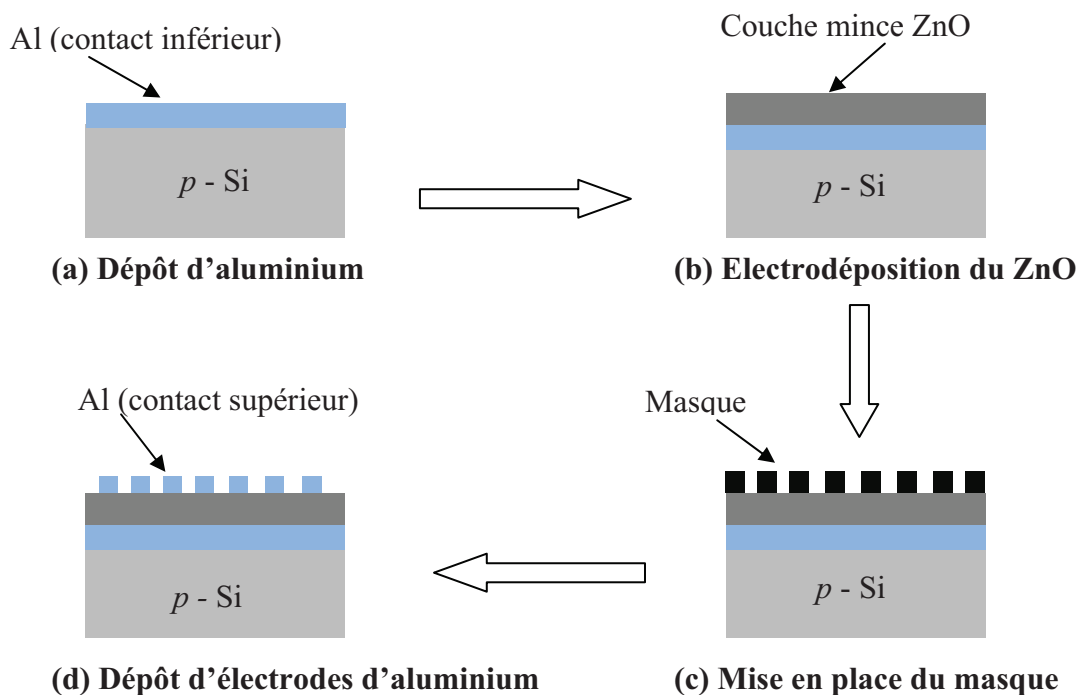 Al (contact inférieur)
p - Si
(a) Dépôt d'aluminium
Couche mince ZnO
p - Si
(b) Electrodéposition du ZnO
Masque
p - Si
(c) Mise en place du masque
Al (contact supérieur)
p - Si
(d) Dépôt d'électrodes d'aluminium